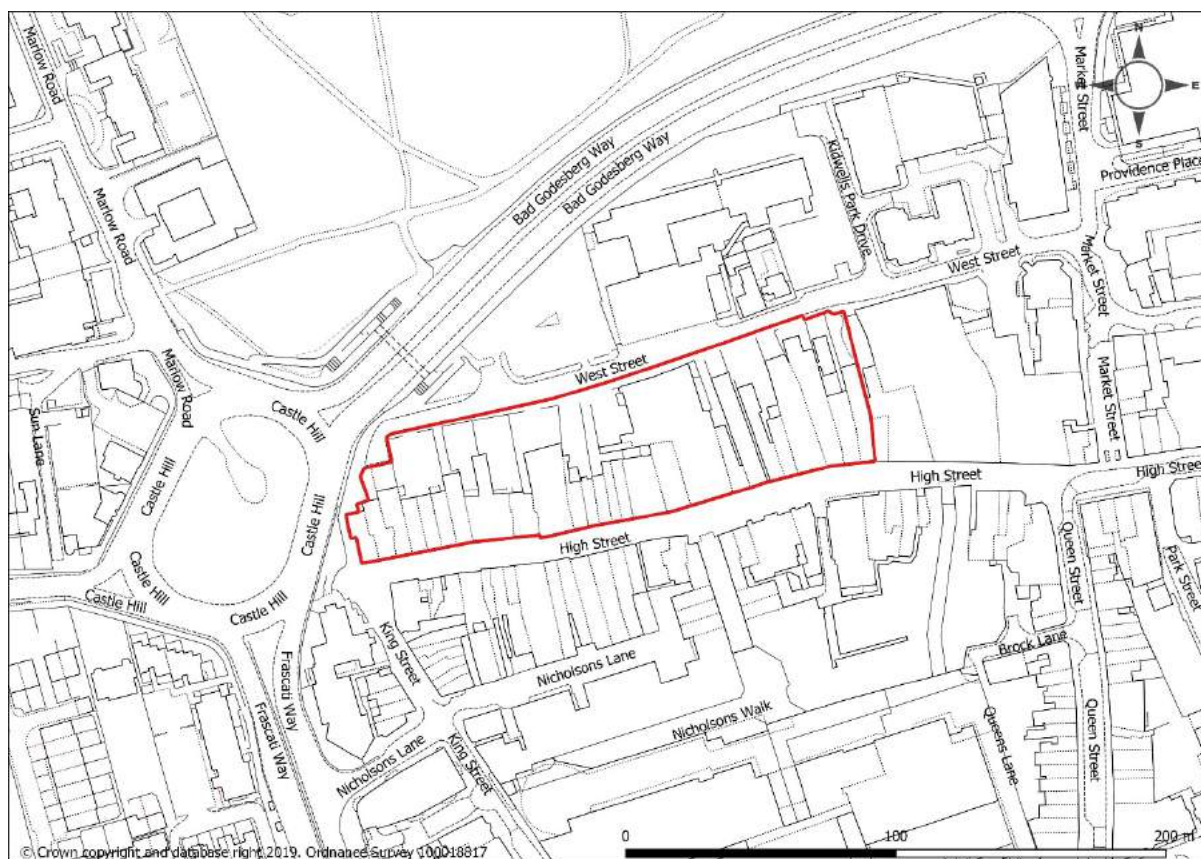 Marlow Road
Market Street
N
E
S
Bad Godesberg Way
Bad Godesberg Way
Kidwells Park Drive
Providence Place
Marlow Road
West Street
Market Street
Marlow Road
West Street
Market Street
Castle Hill
Sun Lane
Castle Hill
Castle Hill
High Street
High Stree
High Street
Queen Street
Park Street
Castle Hill
Castle Hill
Castle Hill
King Street
Brock Lane
Frascati Way
Nicholsons Lane
Nicholsons Walk
Frascati Way
Queens Lane
Queen Street
Nicholsons Lane
King Street
0 100 200 m
© Crown copyright and database right 2019. Ordnance Survey 100018817